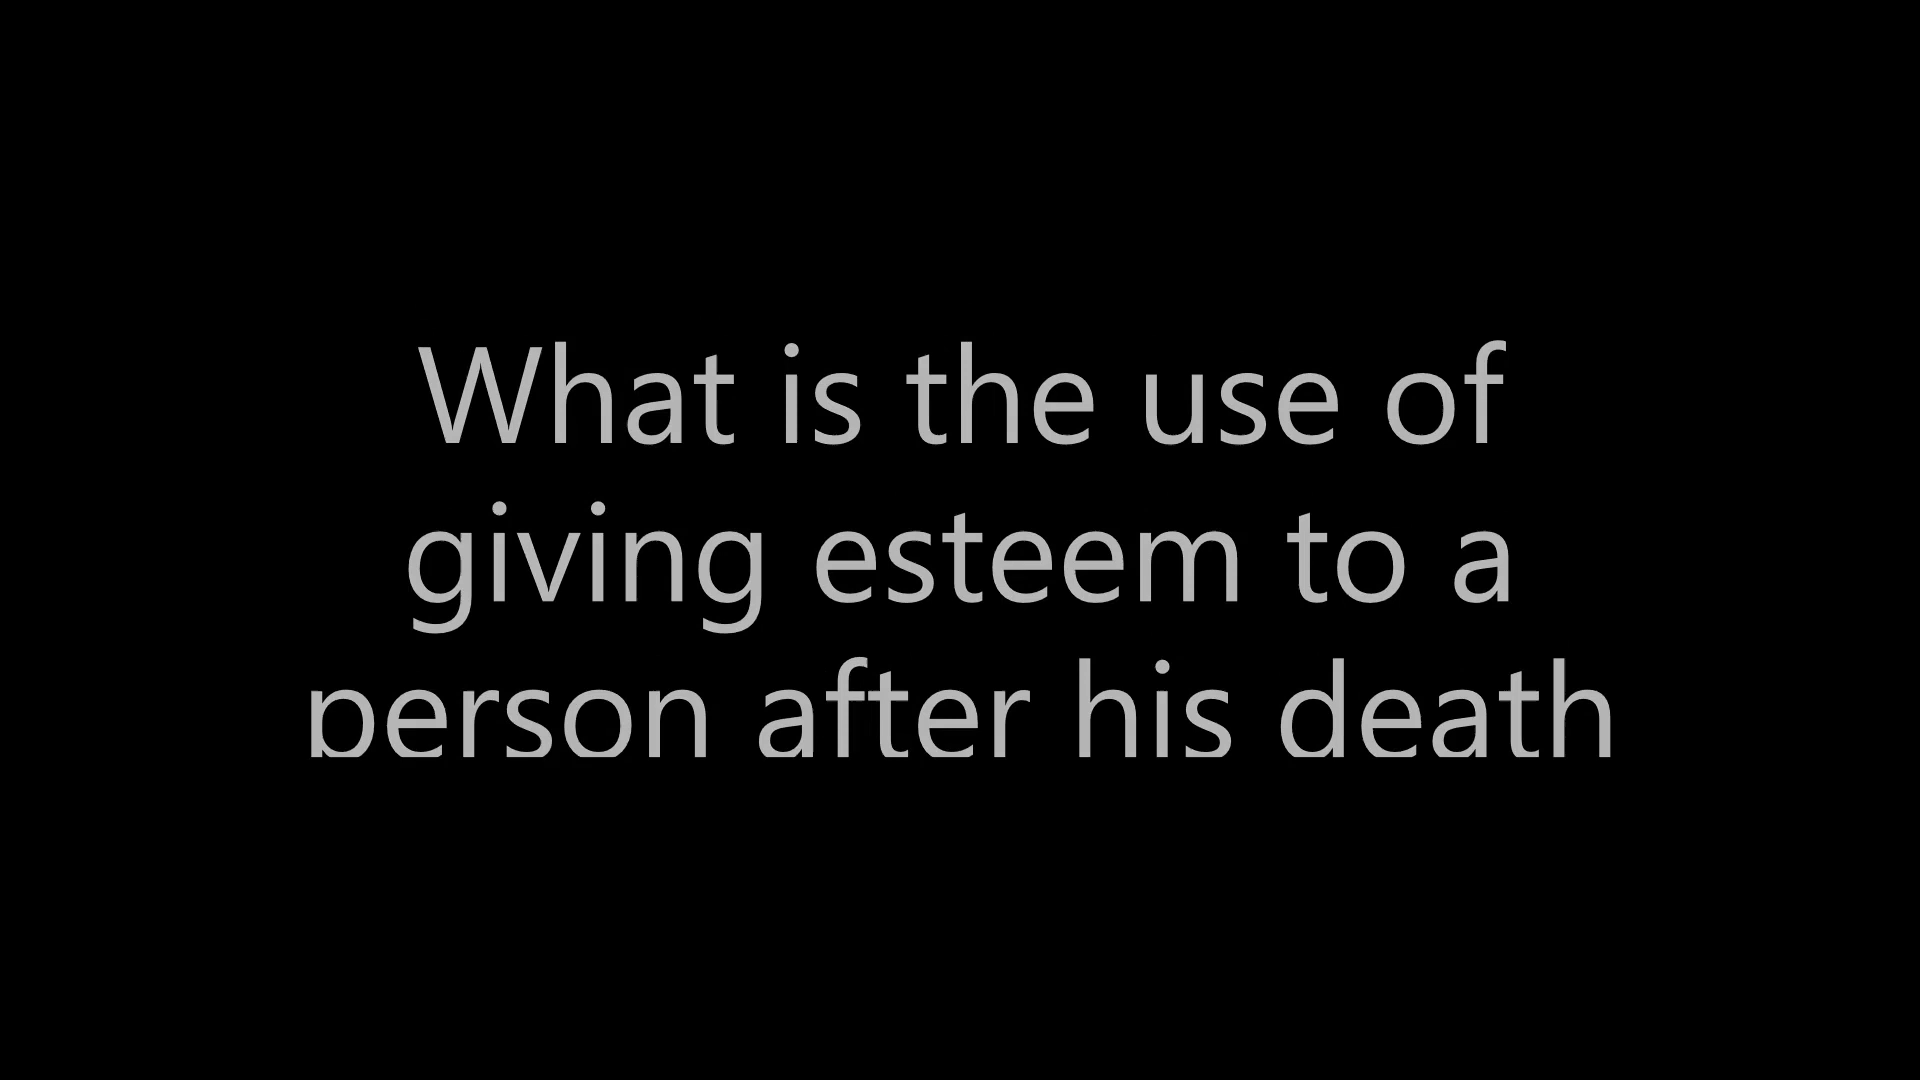 What is the use of
giving esteem to a
person after his death